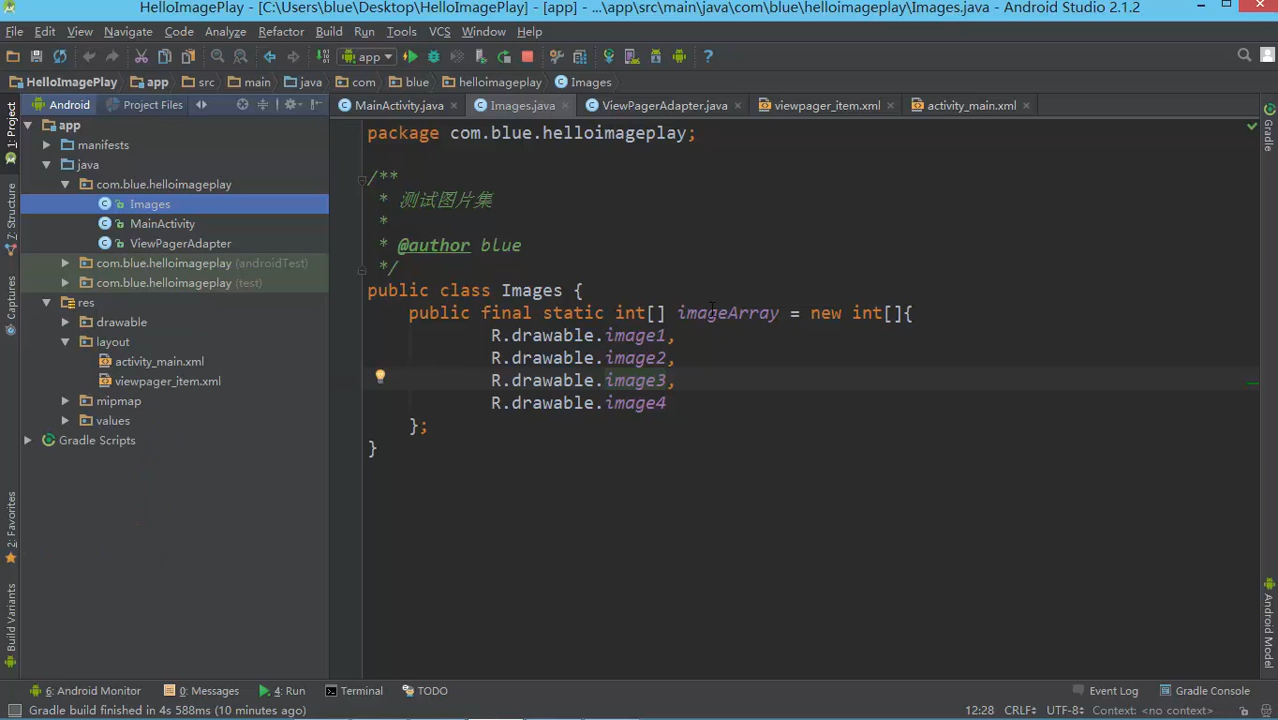 HelloImagePlay - [C:\Users\blue\Desktop\HelloImagePlay] - [app] - ...\app\src\main\java\com\blue\helloimageplay\Images.java - Android Studio 2.1.2
File Edit View Navigate Code Analyze Refactor Build Run Tools VCS Window Help
app
HelloImagePlay app src main java com blue helloimageplay Images
Android Project Files
MainActivity.java Images.java ViewPagerAdapter.java viewpager_item.xml activity_main.xml
1: Project
7: Structure
Captures
2: Favorites
Build Variants
app
manifests
java
com.blue.helloimageplay
Images
MainActivity
ViewPagerAdapter
com.blue.helloimageplay (androidTest)
com.blue.helloimageplay (test)
res
drawable
layout
activity_main.xml
viewpager_item.xml
mipmap
values
Gradle Scripts
package com.blue.helloimageplay;
/**
* 测试图片集
*
* @author blue
*/
public class Images {
public final static int[] imageArray = new int[]{
R.drawable.image1,
R.drawable.image2,
R.drawable.image3,
R.drawable.image4
};
}
Gradle
Android Model
6: Android Monitor 0: Messages 4: Run Terminal TODO Event Log Gradle Console
Gradle build finished in 4s 588ms (10 minutes ago) 12:28 CRLF UTF-8 Context: <no context>